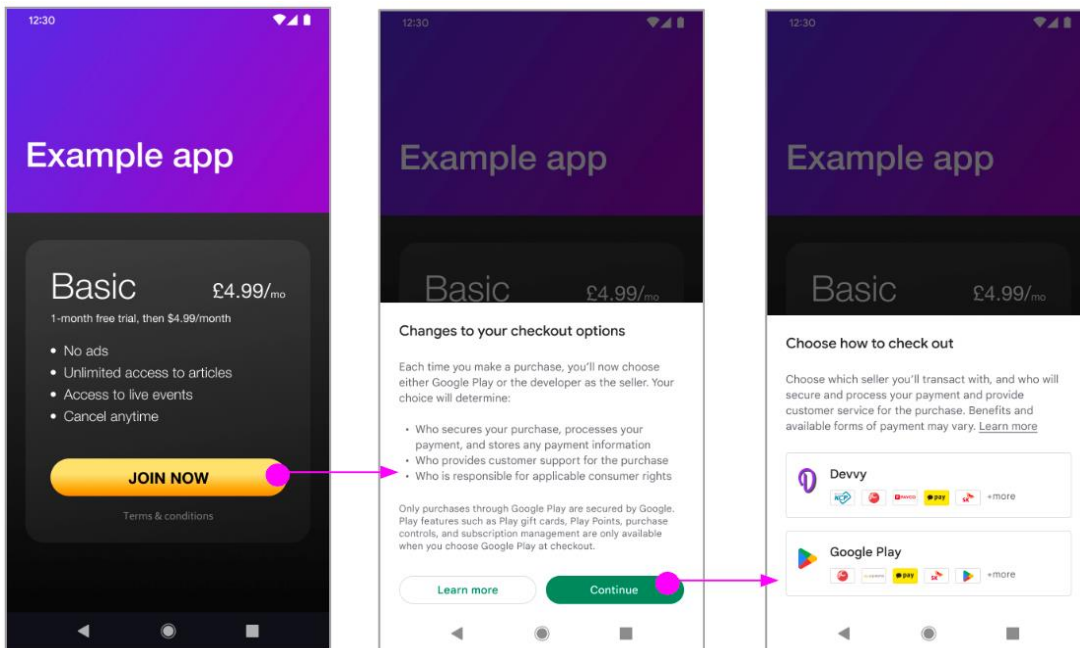 12:30
Example app
Basic
£4.99/mo
1-month free trial, then $4.99/month
• No ads
• Unlimited access to articles
• Access to live events
• Cancel anytime
JOIN NOW
Terms & conditions
12:30
Example app
Basic
£4.99/mo
Changes to your checkout options
Each time you make a purchase, you'll now choose
either Google Play or the developer as the seller. Your
choice will determine:
• Who secures your purchase, processes your
payment, and stores any payment information
• Who provides customer support for the purchase
• Who is responsible for applicable consumer rights
Only purchases through Google Play are secured by Google.
Play features such as Play gift cards, Play Points, purchase
controls, and subscription management are only available
when you choose Google Play at checkout.
Learn more
Continue
12:30
Example app
Basic
£4.99/mo
Choose how to check out
Choose which seller you'll transact with, and who will
secure and process your payment and provide
customer service for the purchase. Benefits and
available forms of payment may vary. Learn more
Devvy
pay
+more
Google Play
pay
+more